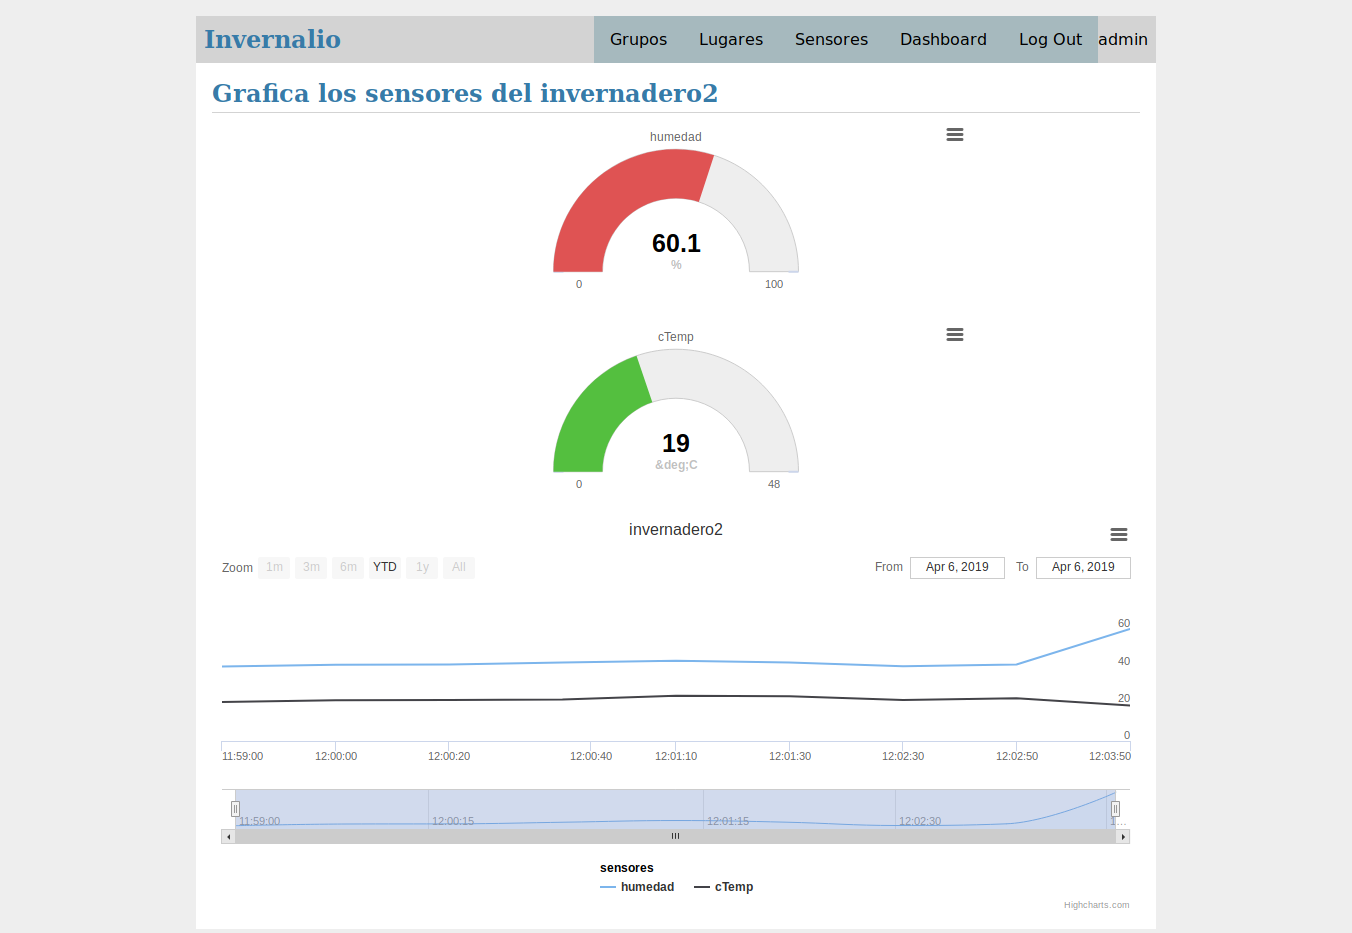 Invernalio Grupos Lugares Sensores Dashboard Log Out admin
Grafica los sensores del invernadero2
humedad
60.1
%
0 100
cTemp
19
&deg;C
0 48
invernadero2
Zoom 1m 3m 6m YTD 1y All From Apr 6, 2019 To Apr 6, 2019
60
40
20
0
11:59:00 12:00:00 12:00:20 12:00:40 12:01:10 12:01:30 12:02:30 12:02:50 12:03:50
11:59:00 12:00:15 12:01:15 12:02:30 1…
sensores
humedad cTemp
Highcharts.com